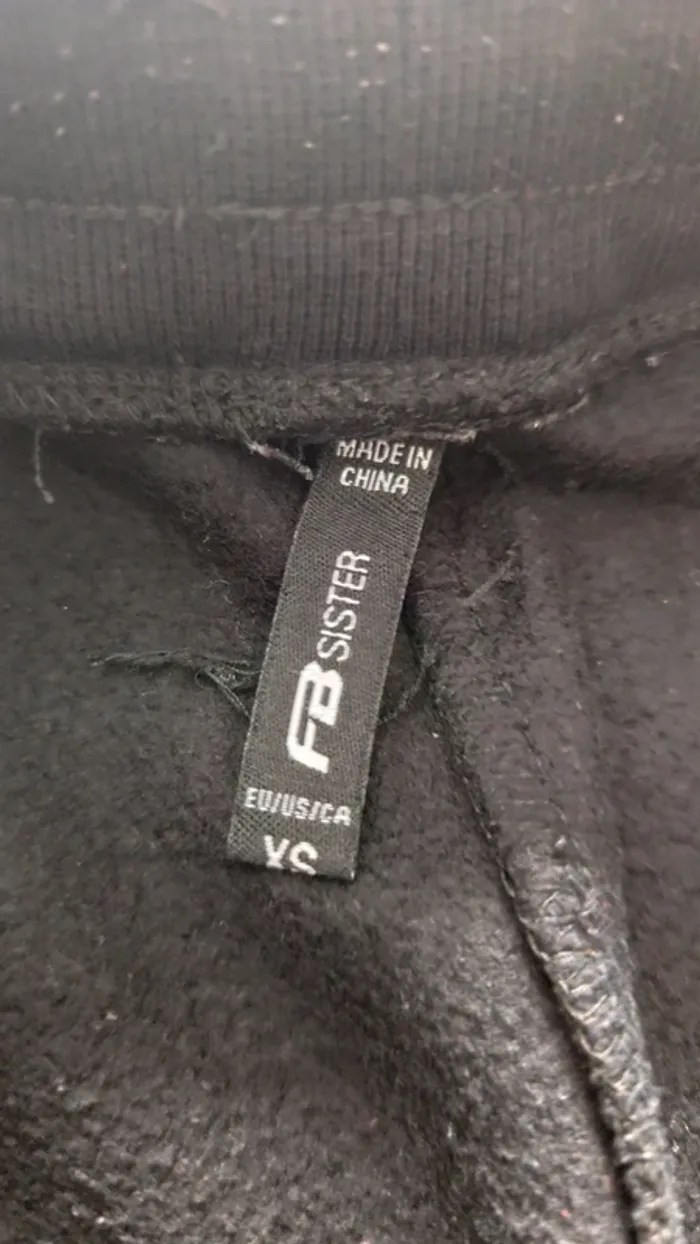 MADE IN
CHINA
FB SISTER
EU/US/CA
XS